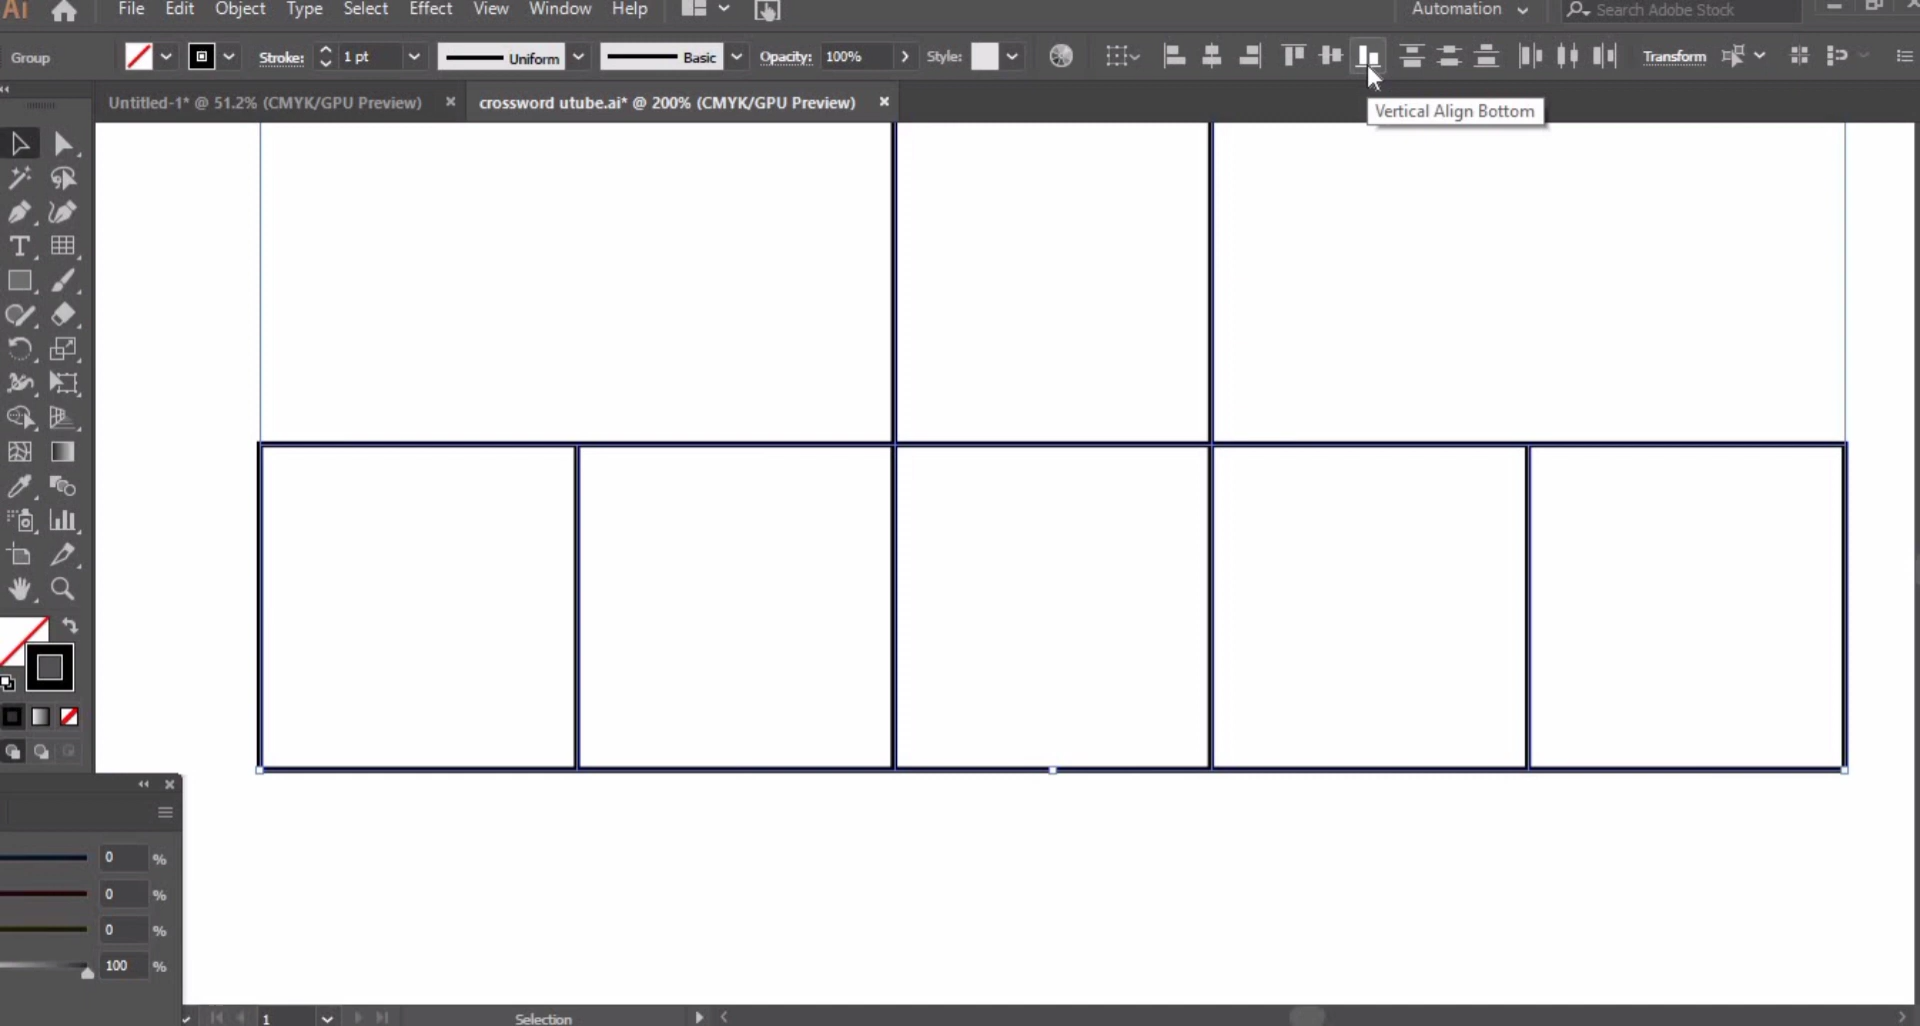 Ai File Edit Object Type Select Effect View Window Help Automation Search Adobe Stock
Group Stroke: 1 pt Uniform Basic Opacity: 100% Style: Transform
Untitled-1* @ 51.2% (CMYK/GPU Preview) × crossword utube.ai* @ 200% (CMYK/GPU Preview) ×
Vertical Align Bottom
0 %
0 %
0 %
100 %
1 Selection